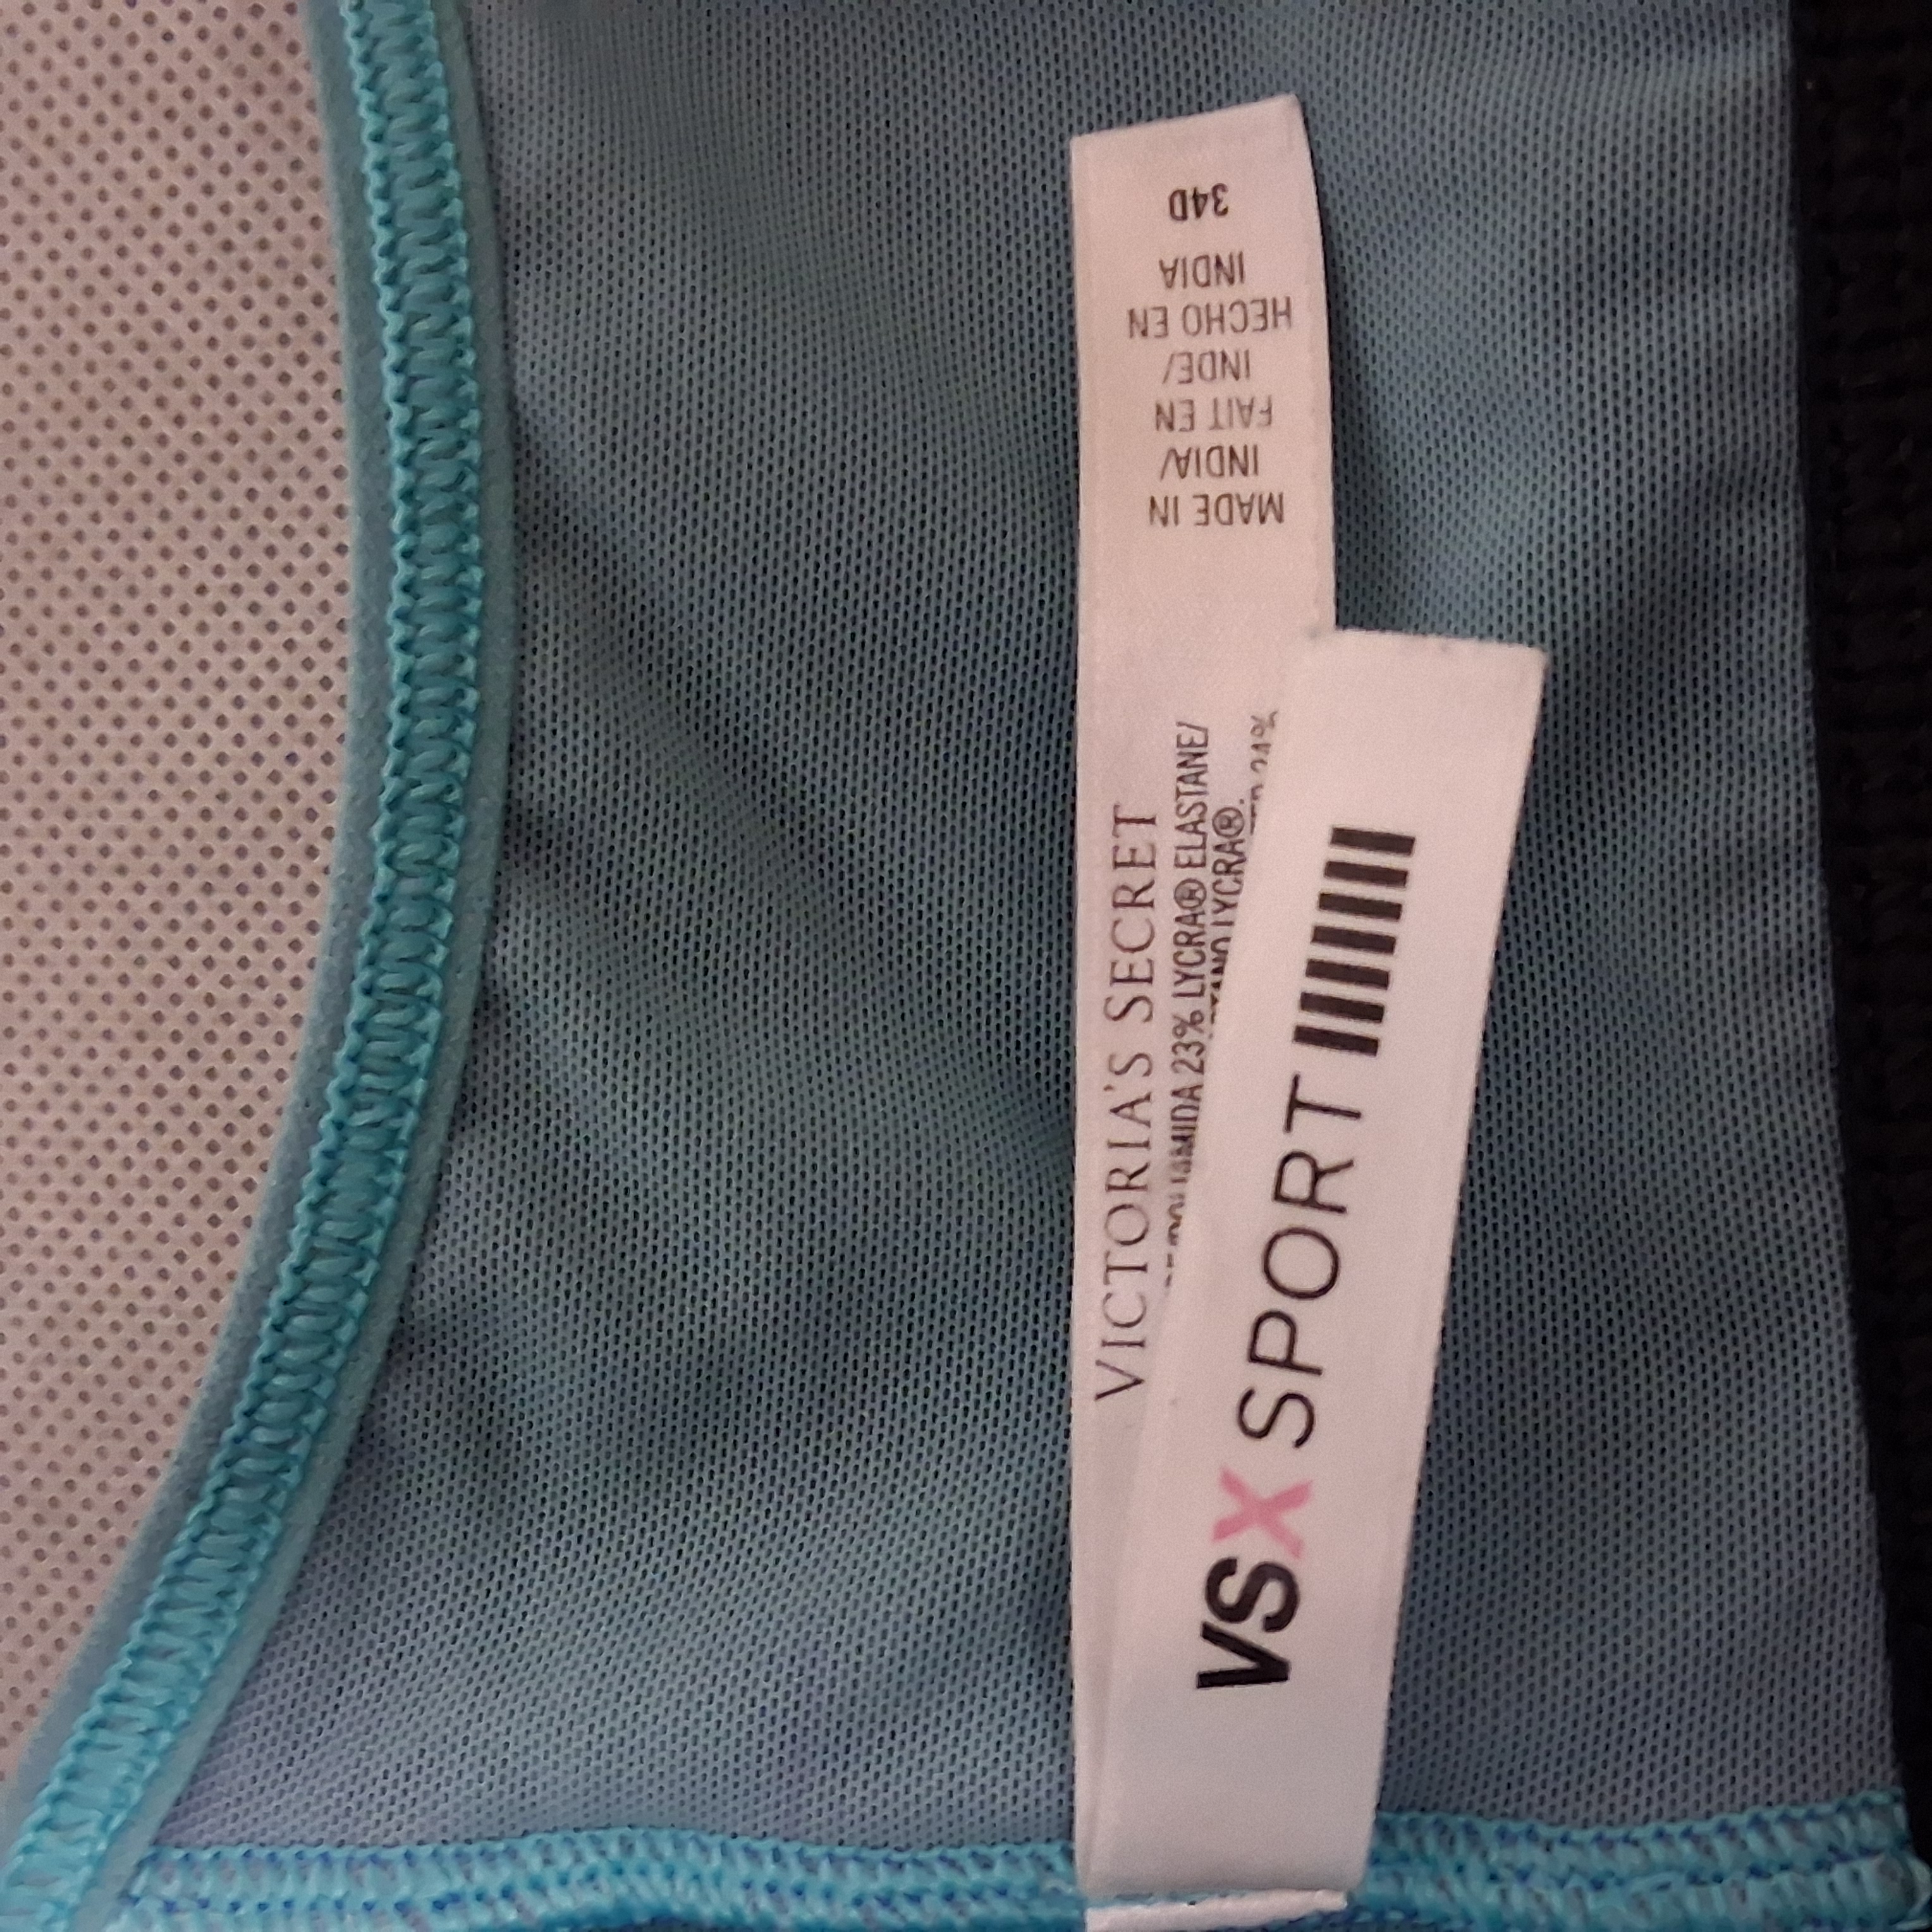 VSX SPORT
VICTORIA'S SECRET
23% LYCRA® ELASTANE/
LYCRA®.
MADE IN
INDIA/
FAIT EN
INDE/
HECHO EN
INDIA
34D